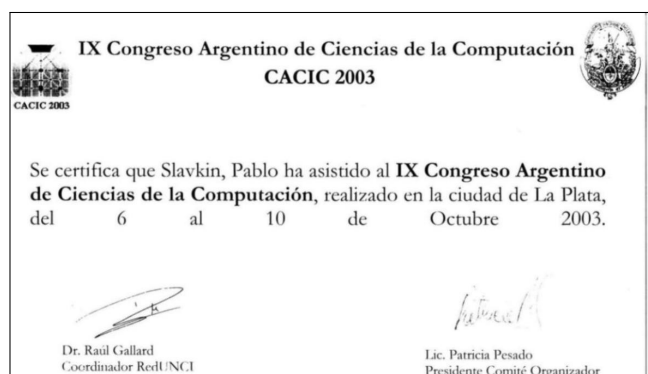 IX Congreso Argentino de Ciencias de la Computación
CACIC 2003
CACIC 2003
Se certifica que Slavkin, Pablo ha asistido al IX Congreso Argentino
de Ciencias de la Computación, realizado en la ciudad de La Plata,
del 6 al 10 de Octubre 2003.
Dr. Raúl Gallard
Coordinador RedUNCI
Lic. Patricia Pesado
Presidente Comité Organizador